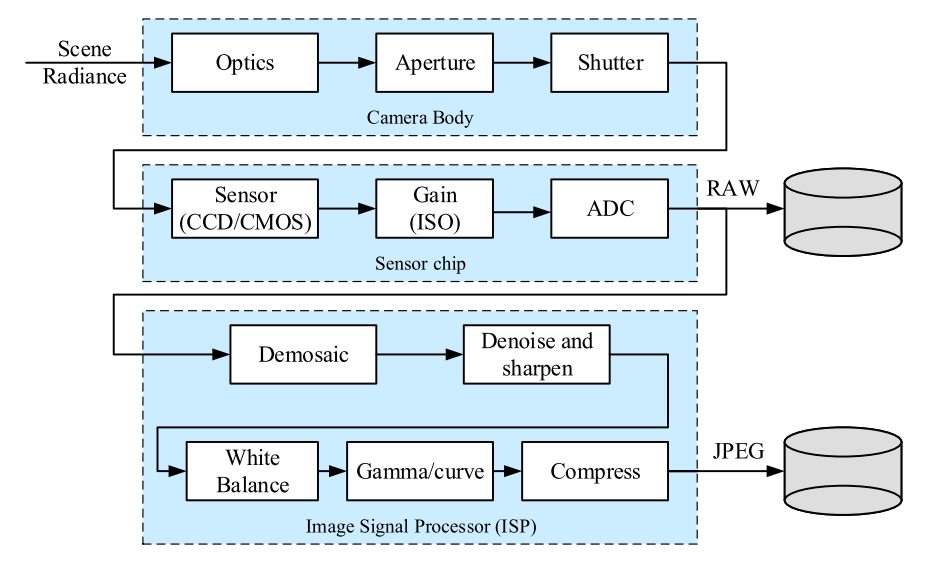 Scene
Radiance
Optics
Aperture
Shutter
Camera Body
Sensor
(CCD/CMOS)
Gain
(ISO)
ADC
RAW
Sensor chip
Demosaic
Denoise and
sharpen
White
Balance
Gamma/curve
Compress
JPEG
Image Signal Processor (ISP)